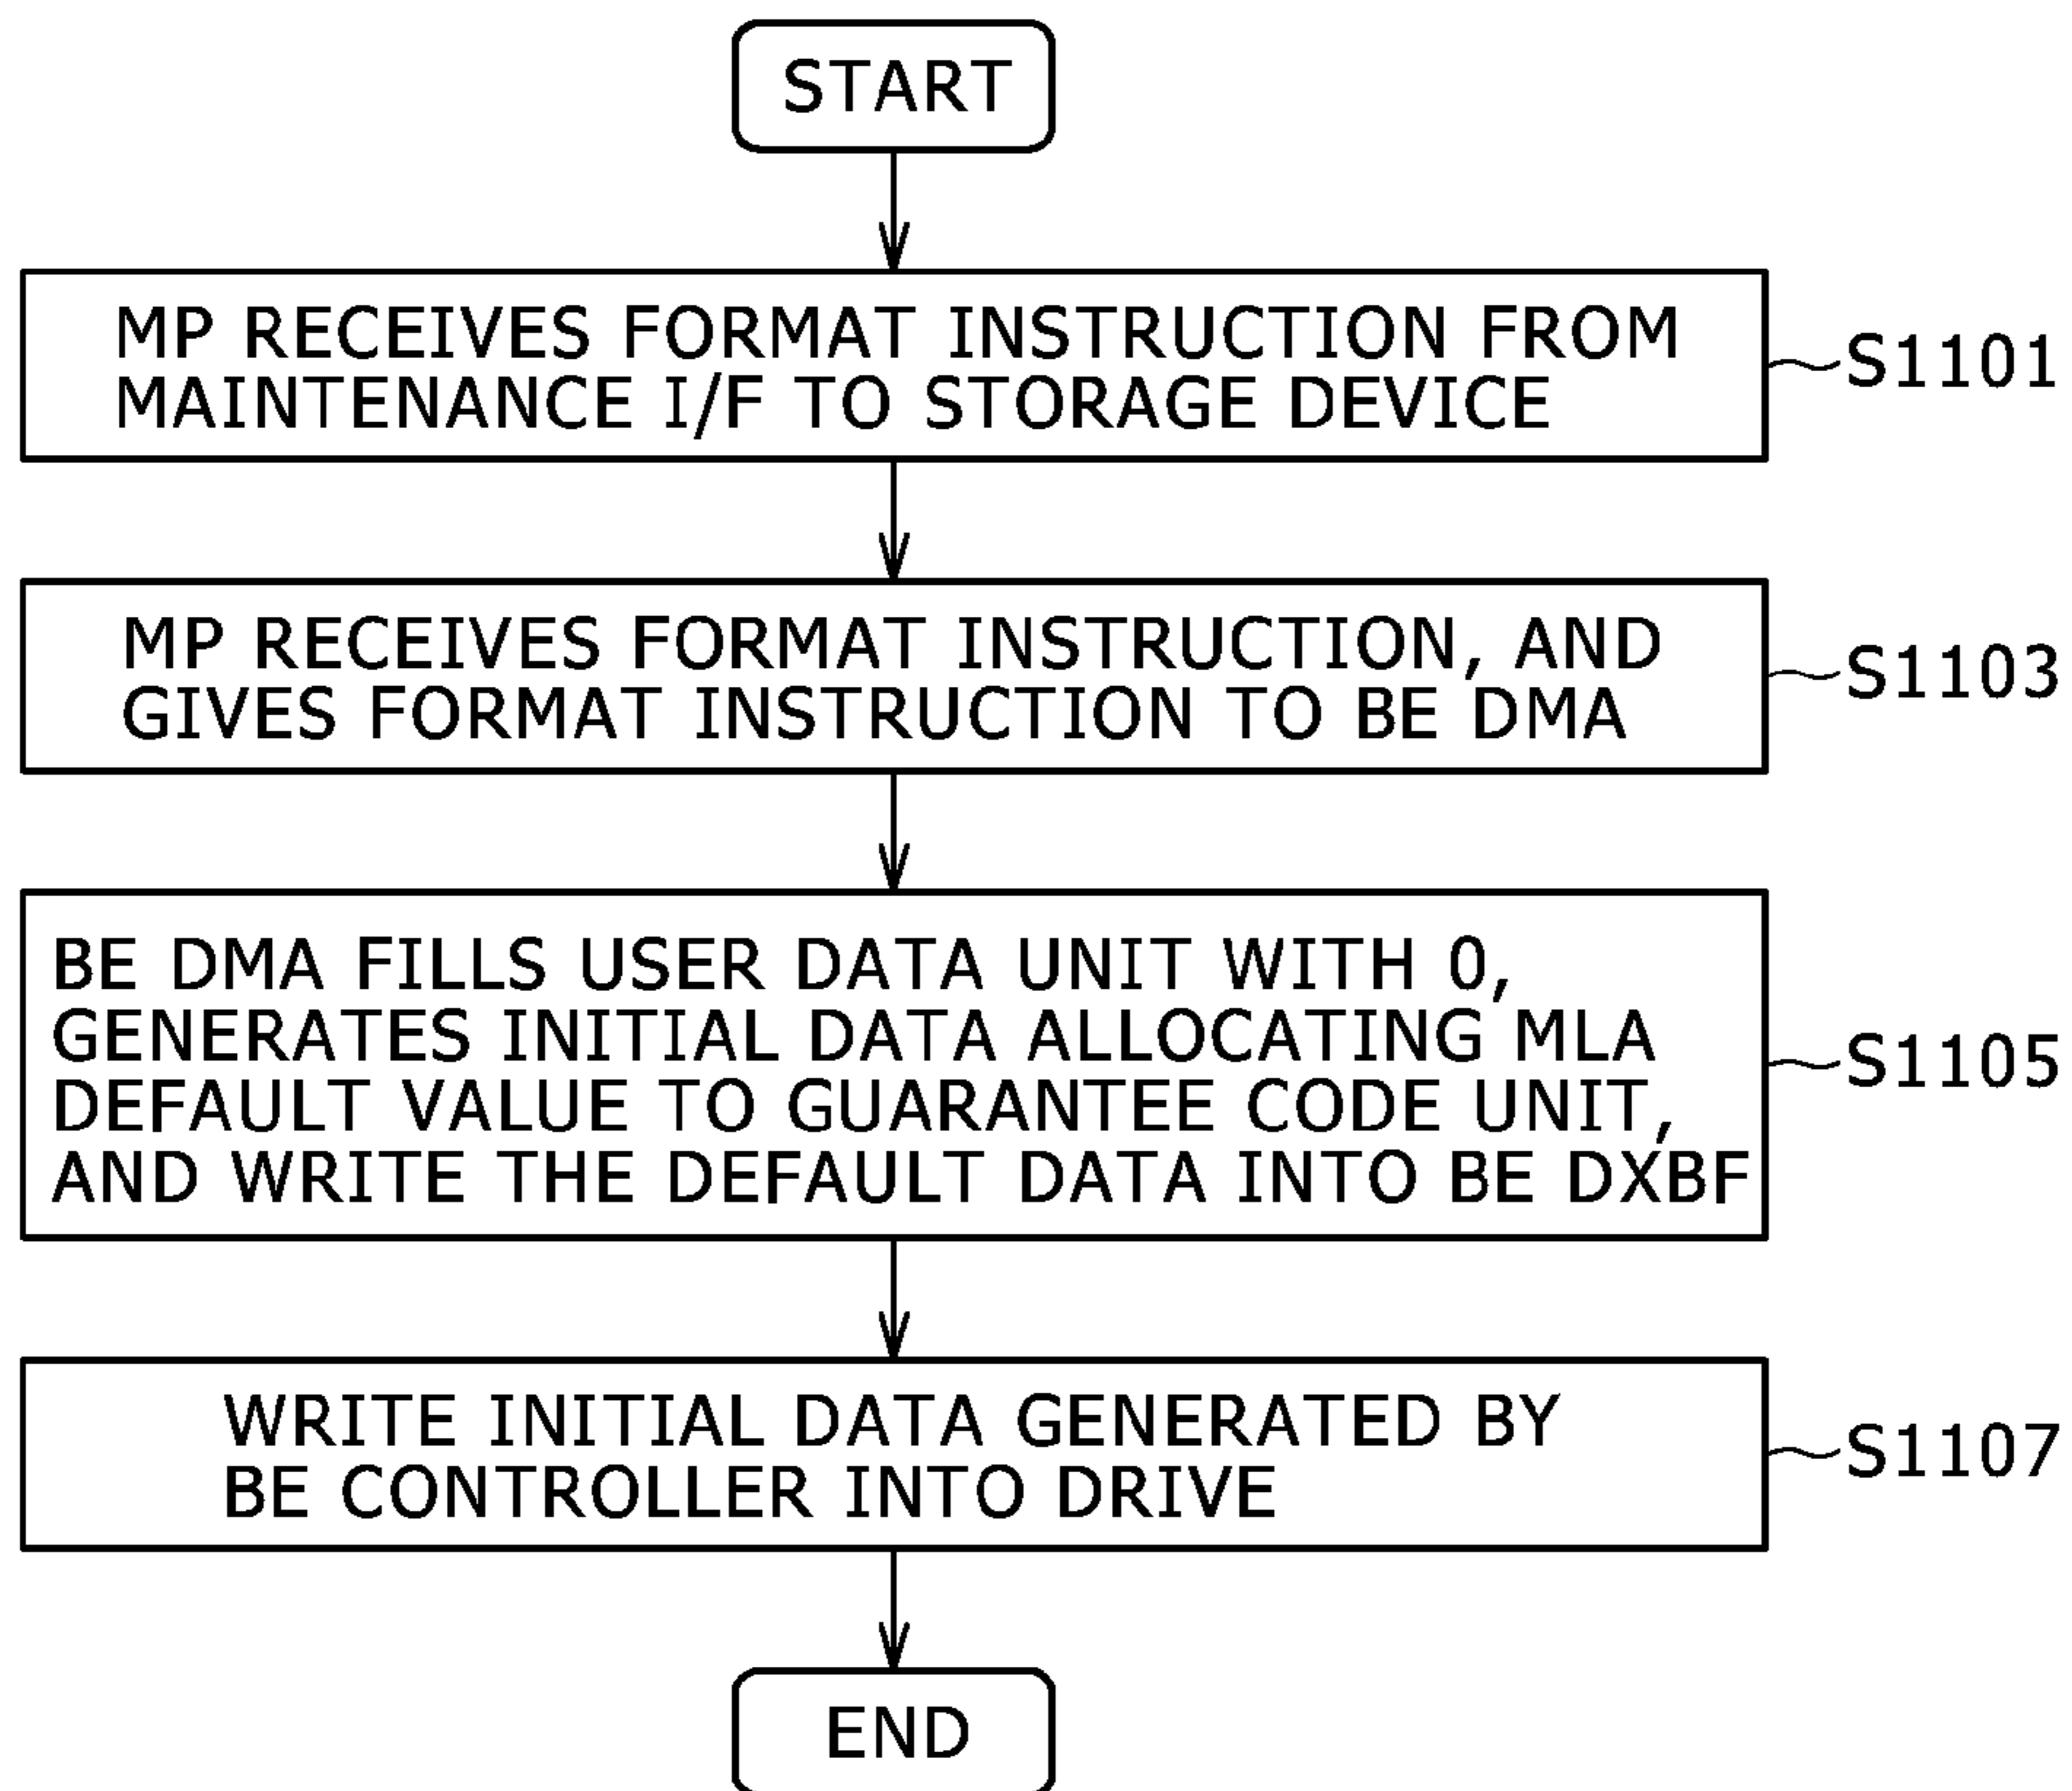 START
MP RECEIVES FORMAT INSTRUCTION FROM
MAINTENANCE I/F TO STORAGE DEVICE
S1101
MP RECEIVES FORMAT INSTRUCTION, AND
GIVES FORMAT INSTRUCTION TO BE DMA
S1103
BE DMA FILLS USER DATA UNIT WITH 0,
GENERATES INITIAL DATA ALLOCATING MLA
DEFAULT VALUE TO GUARANTEE CODE UNIT,
AND WRITE THE DEFAULT DATA INTO BE DXBF
S1105
WRITE INITIAL DATA GENERATED BY
BE CONTROLLER INTO DRIVE
S1107
END